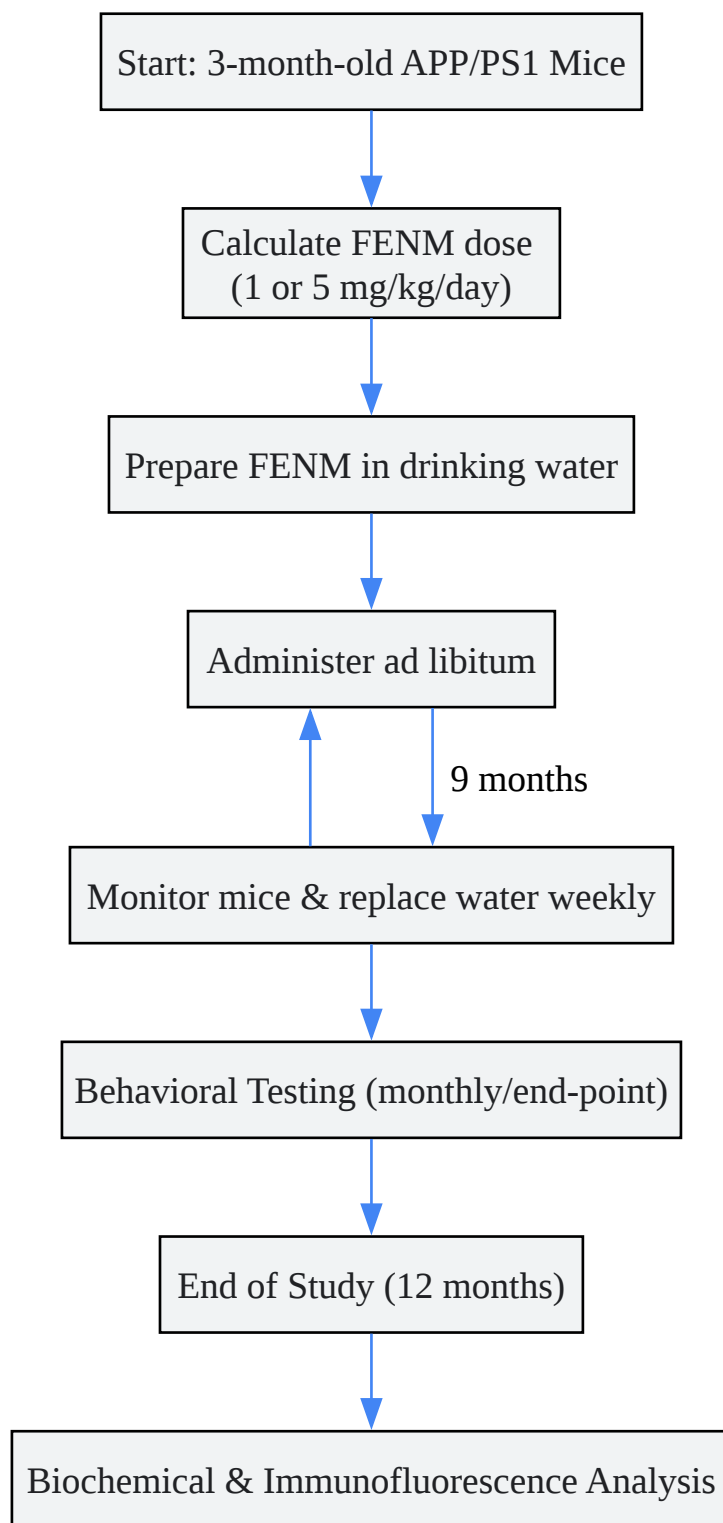 Start: 3-month-old APP/PS1 Mice
Calculate FENM dose
(1 or 5 mg/kg/day)
Prepare FENM in drinking water
Administer ad libitum
9 months
Monitor mice & replace water weekly
Behavioral Testing (monthly/end-point)
End of Study (12 months)
Biochemical & Immunofluorescence Analysis